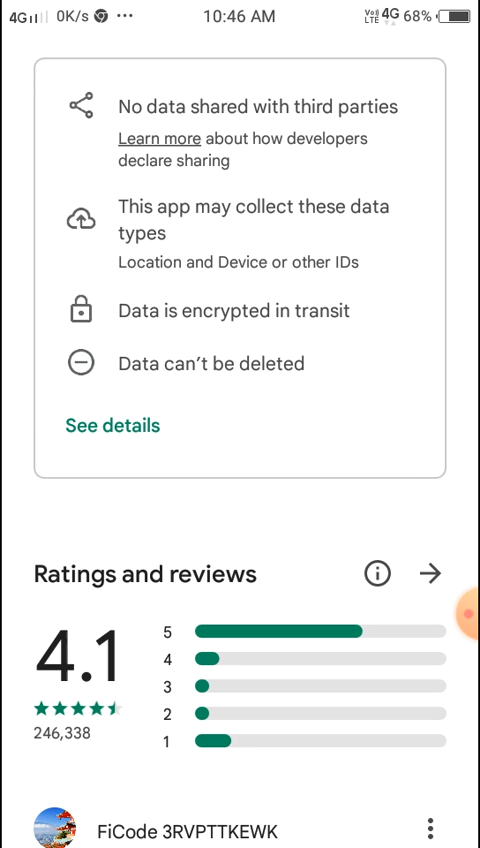 4G 0K/s ••• 10:46 AM VoI) LTE 4G 68%
No data shared with third parties
Learn more about how developers
declare sharing
This app may collect these data
types
Location and Device or other IDs
Data is encrypted in transit
Data can’t be deleted
See details
Ratings and reviews
4.1
5
4
3
2
1
246,338
FiCode 3RVPTTKEWK